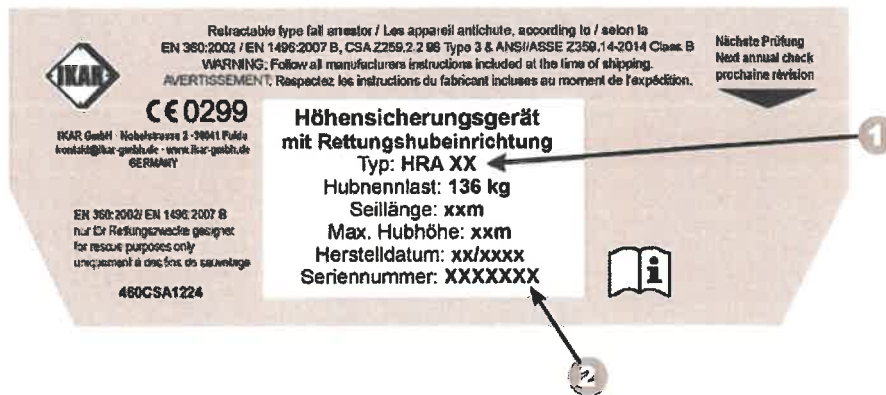 Retractable type fall arrestor / Les appareil antichute, according to / selon la
EN 360:2002 / EN 1496:2007 B, CSA Z259.2.2 98 Type 3 & ANSI/ASSE Z359.14-2014 Class B
WARNING: Follow all manufacturers instructions included at the time of shipping.
AVERTISSEMENT: Respectez les instructions du fabricant incluses au moment de l'expédition.
Nächste Prüfung
Next annual check
prochaine révision
IKAR
CE 0299
IKAR GmbH · Nobelstrasse 2 · 36041 Fulda
kontakt@ikar-gmbh.de · www.ikar-gmbh.de
GERMANY
Höhensicherungsgerät
mit Rettungshubeinrichtung
Typ: HRA XX
Hubnennlast: 136 kg
Seillänge: xxm
Max. Hubhöhe: xxm
Herstelldatum: xx/xxxx
Seriennummer: XXXXXXX
1
2
EN 360:2002/ EN 1496:2007 B
nur für Rettungszwecke geeignet
for rescue purposes only
uniquement à des fins de sauvetage
460CSA1224